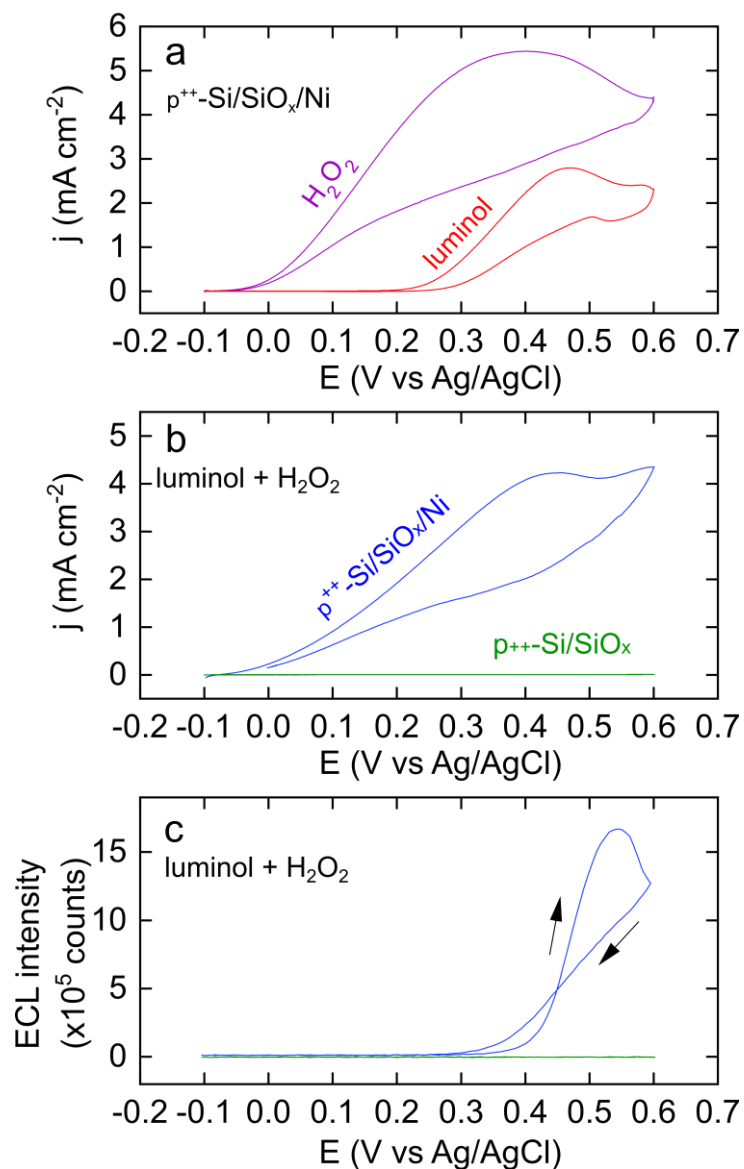 a
p⁺⁺-Si/SiOₓ/Ni
H₂O₂
luminol
j (mA cm⁻²)
6
5
4
3
2
1
0
-0.2 -0.1 0.0 0.1 0.2 0.3 0.4 0.5 0.6 0.7
E (V vs Ag/AgCl)
b
luminol + H₂O₂
p⁺⁺-Si/SiOₓ/Ni
p++-Si/SiOₓ
j (mA cm⁻²)
5
4
3
2
1
0
-0.2 -0.1 0.0 0.1 0.2 0.3 0.4 0.5 0.6 0.7
E (V vs Ag/AgCl)
c
luminol + H₂O₂
ECL intensity
(x10⁵ counts)
15
10
5
0
-0.2 -0.1 0.0 0.1 0.2 0.3 0.4 0.5 0.6 0.7
E (V vs Ag/AgCl)